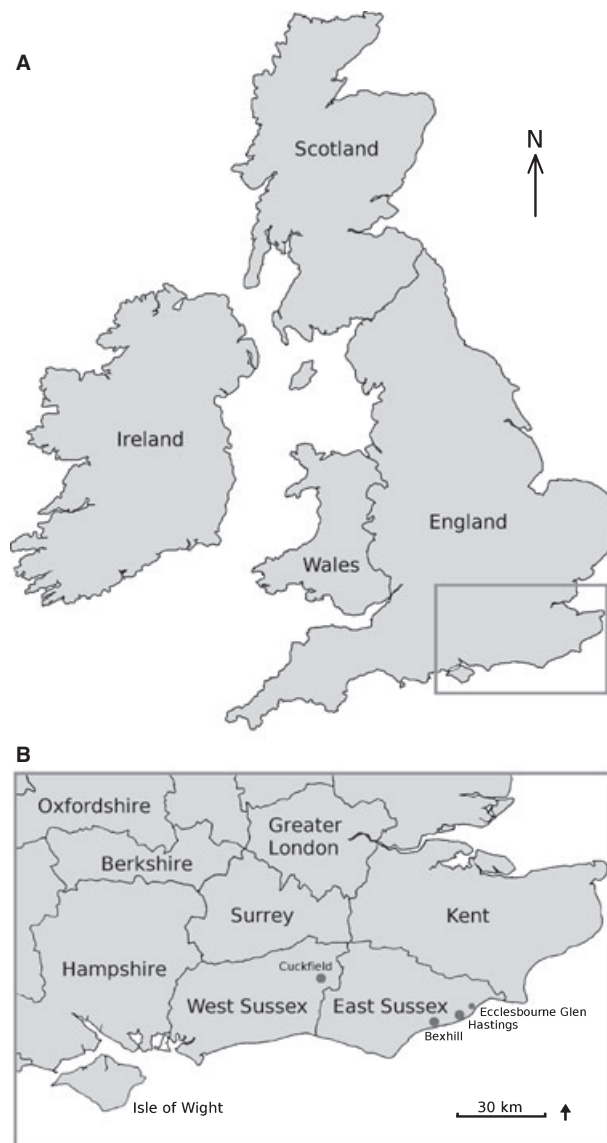 A
N
Scotland
Ireland
England
Wales
B
Oxfordshire
Greater
London
Berkshire
Surrey
Kent
Hampshire
Cuckfield
West Sussex
East Sussex
Ecclesbourne Glen
Hastings
Bexhill
Isle of Wight
30 km